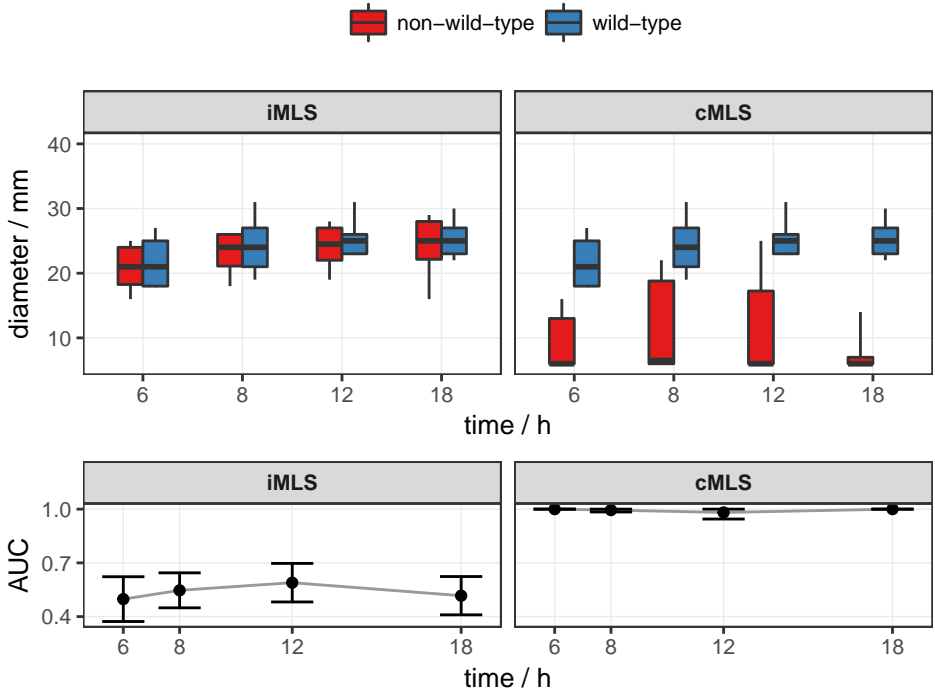 non−wild−type wild−type
iMLS cMLS
diameter / mm
40
30
20
10
6 8 12 18 6 8 12 18
time / h
iMLS cMLS
AUC
1.0
0.7
0.4
6 8 12 18 6 8 12 18
time / h